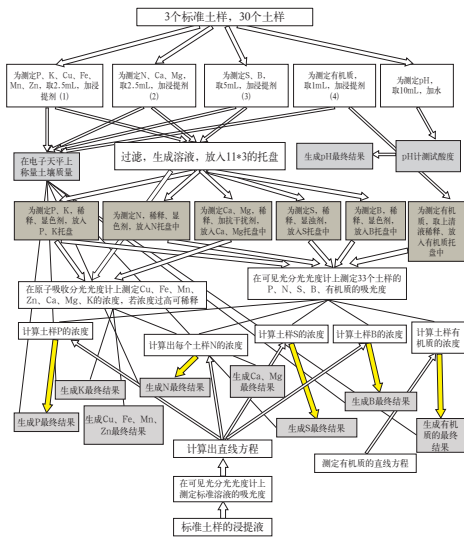 3个标准土样，30个土样
为测定P、K、Cu、Fe、
Mn、Zn，取2.5mL，加浸
提剂（1）
为测定N、Ca、Mg，
取2.5mL，加浸提剂
（2）
为测定S、B，
取5mL，加浸提剂
（3）
为测定有机质，
取1mL，加浸提剂
（4）
为测定pH，
取10mL，加水
在电子天平上
称量土壤质量
过滤，生成溶液，放入11*3的托盘
生成pH最终结果
pH计测试酸度
为测定P、K，稀
释、显色剂，放入
P、K托盘
为测定N，稀释、显
色剂，放入N托盘中
为测定Ca、Mg，稀
释、加抗干扰剂，
放入Ca、Mg托盘中
为测定S，稀
释、显浊剂，
放入S托盘中
为测定B，稀
释、显色剂，
放入B托盘中
为测定有机
质，取上清
液稀释，放
入有机质托
盘中
在原子吸收分光光度计上测定Cu、Fe、Mn、
Zn、Ca、Mg、K的浓度，若浓度过高可稀释
在可见光分光光度计上测定33个土样的
P、N、S、B、有机质的吸光度
计算土样P的浓度
计算出每个土样N的浓度
计算土样S的浓度
计算土样B的浓度
计算土样有
机质的浓度
生成K最终结果
生成N最终结果
生成Ca、Mg
最终结果
生成B最终结果
生成P最终结果
生成Cu、Fe、Mn、
Zn最终结果
生成S最终结果
生成有机
质的最终
结果
计算出直线方程
测定有机质的直线方程
在可见光分光光度计上
测定标准溶液的吸光度
标准土样的浸提液